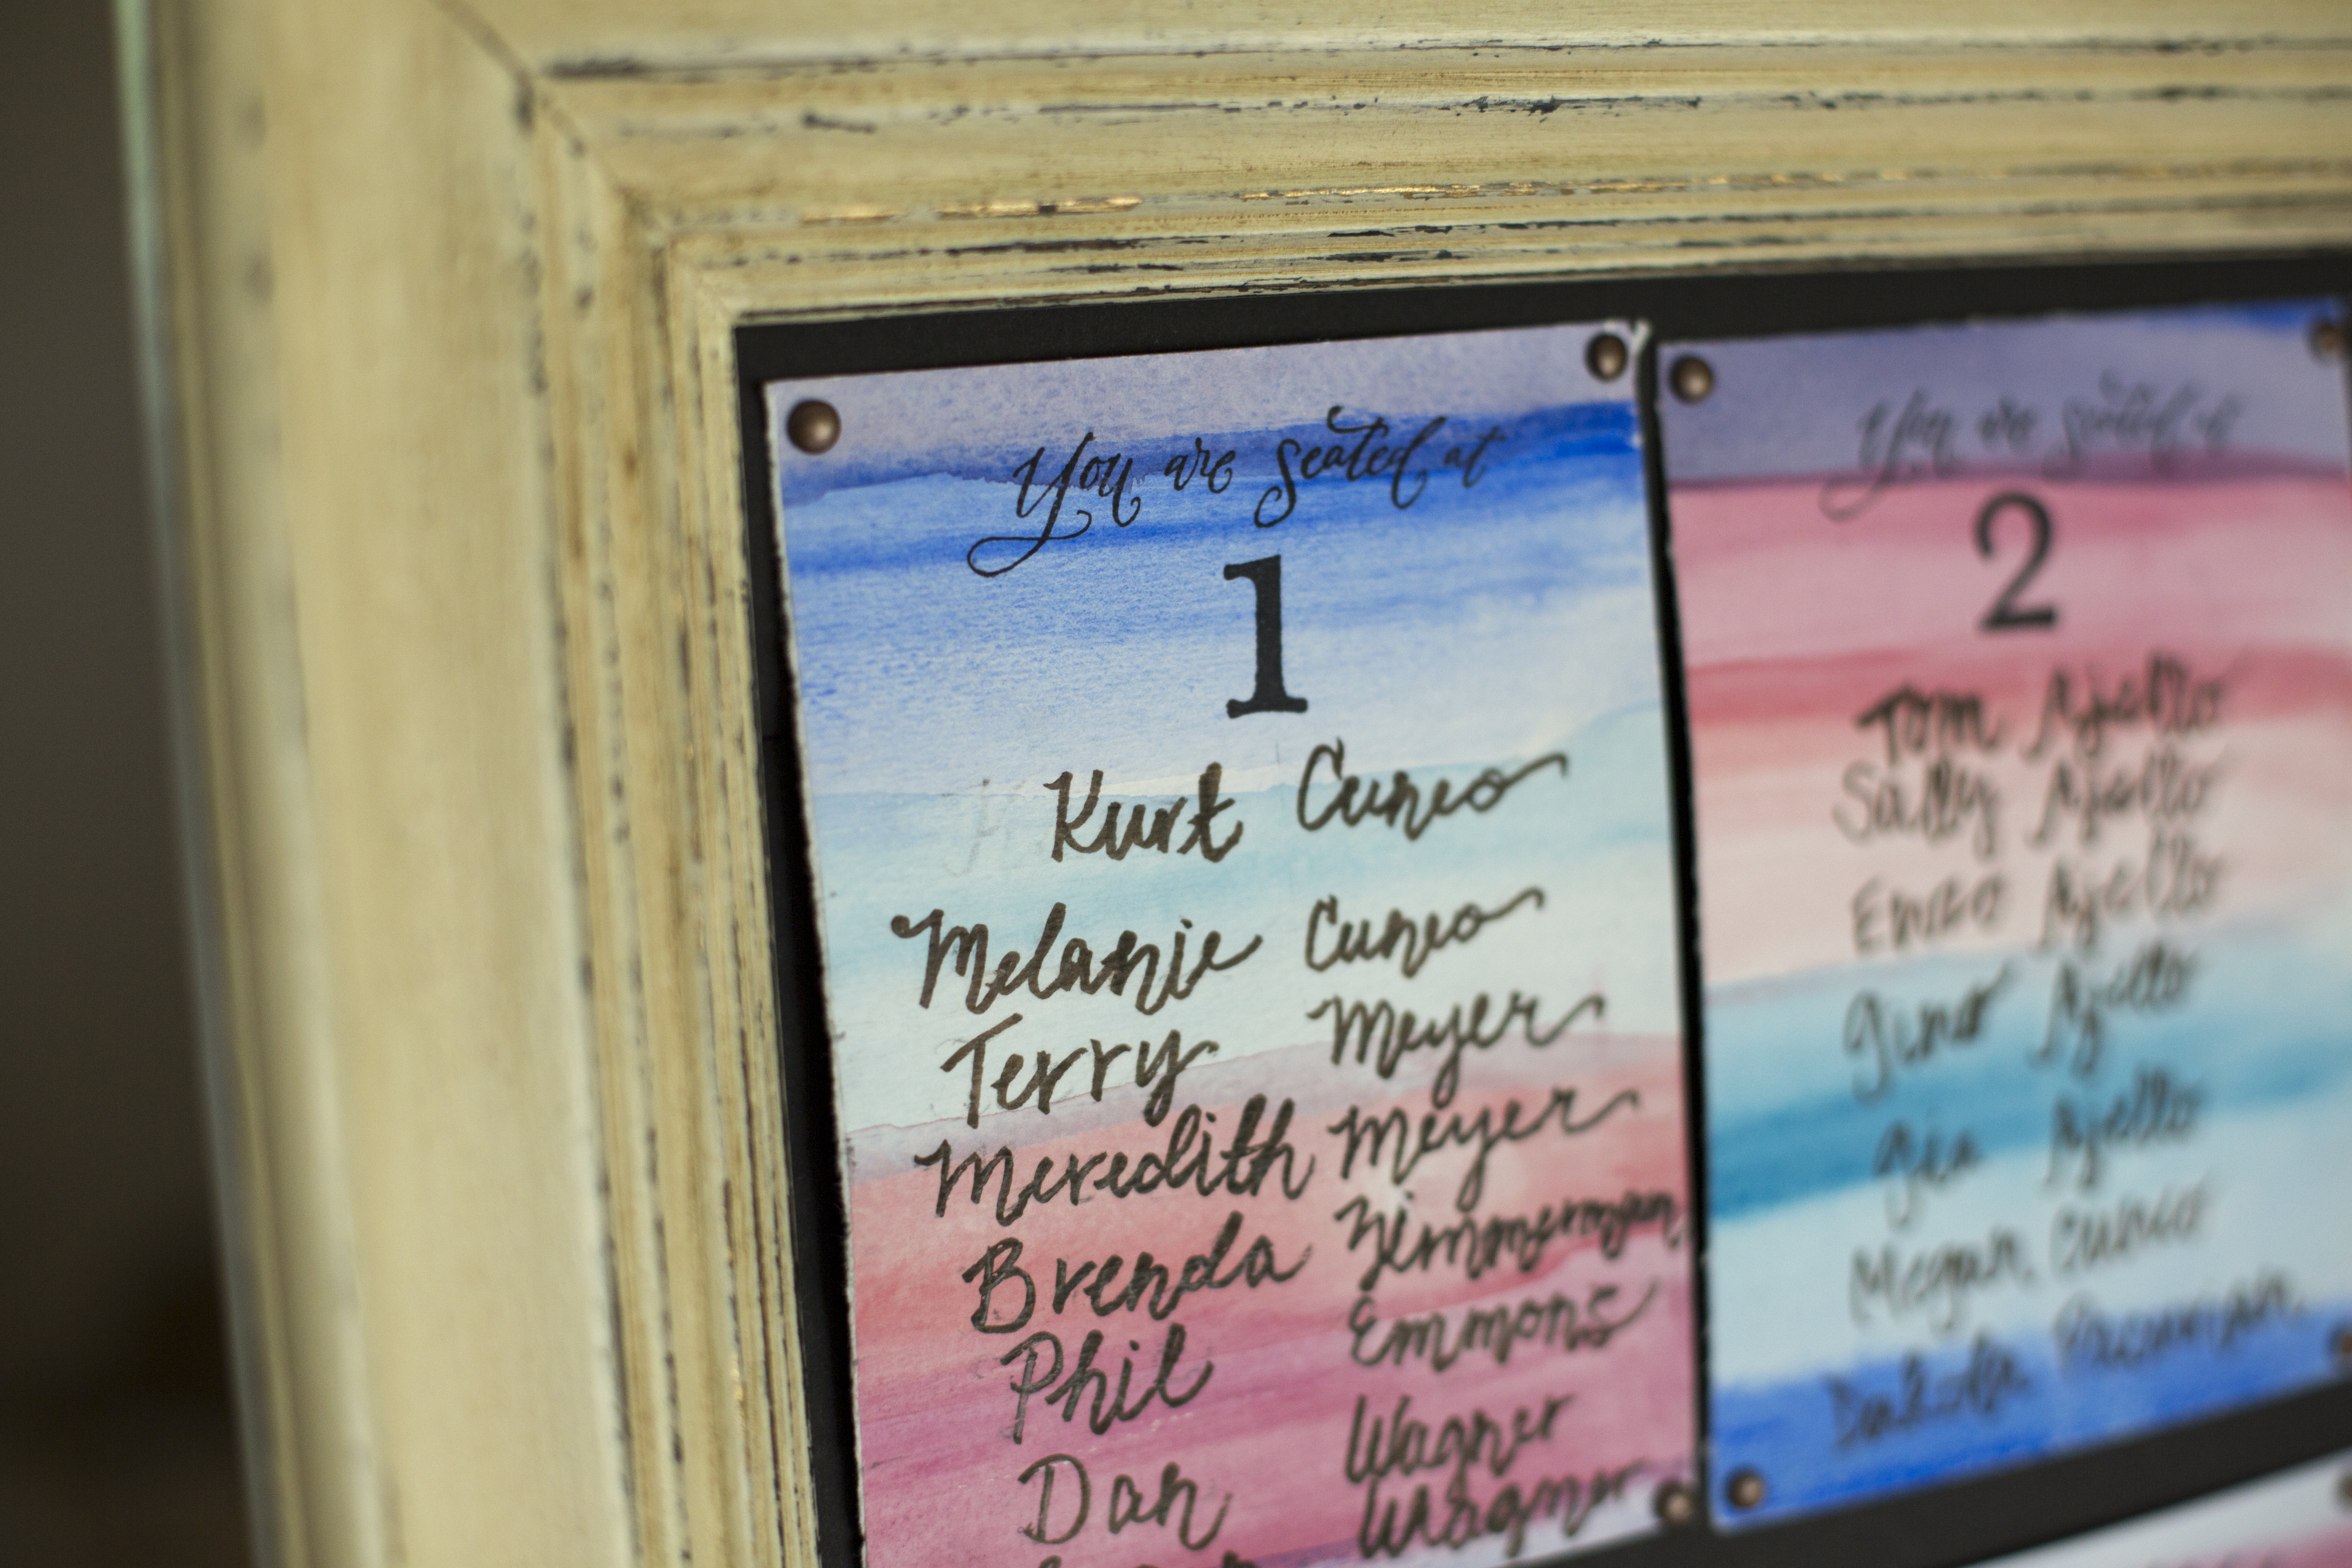 You are seated at
1
Kurt Cuneo
Melanie Cuneo
Terry Meyer
Meredith Meyer
Brenda Zimmerman
Phil Emmons
Dan Wagner
Wagner
You are seated at
2
Tom Ajello
Sally Ajello
Enzo Ajello
Gino Ajello
Gia Ajello
Megan Cuneo
Dakota